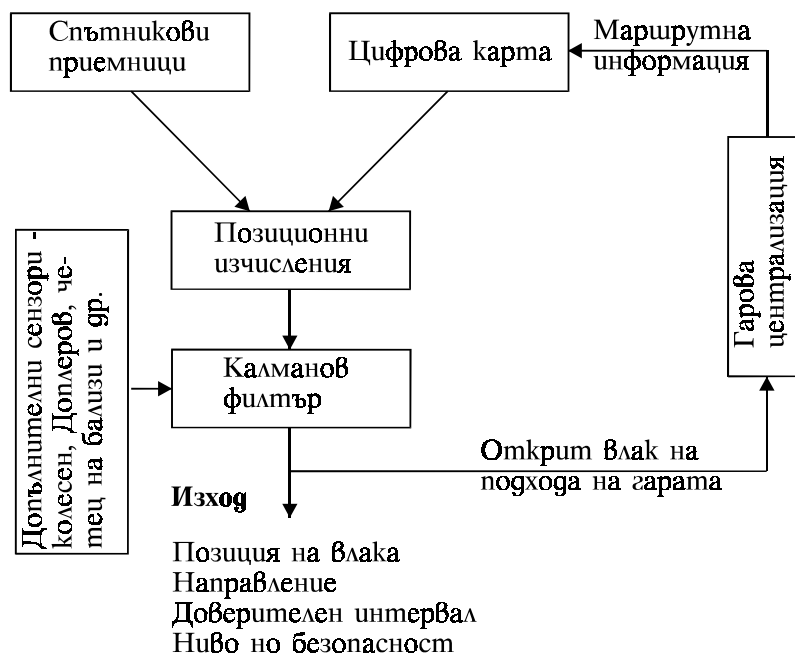 Спътникови
приемници
Цифрова карта
Маршрутна
информация
Позиционни
изчисления
Гарова
централизация
Допълнителни сензори -
колесен, Доплеров, че-
тец на бализи и др.
Калманов
филтър
Открит влак на
подхода на гарата
Изход
Позиция на влака
Направление
Доверителен интервал
Ниво но безопасност